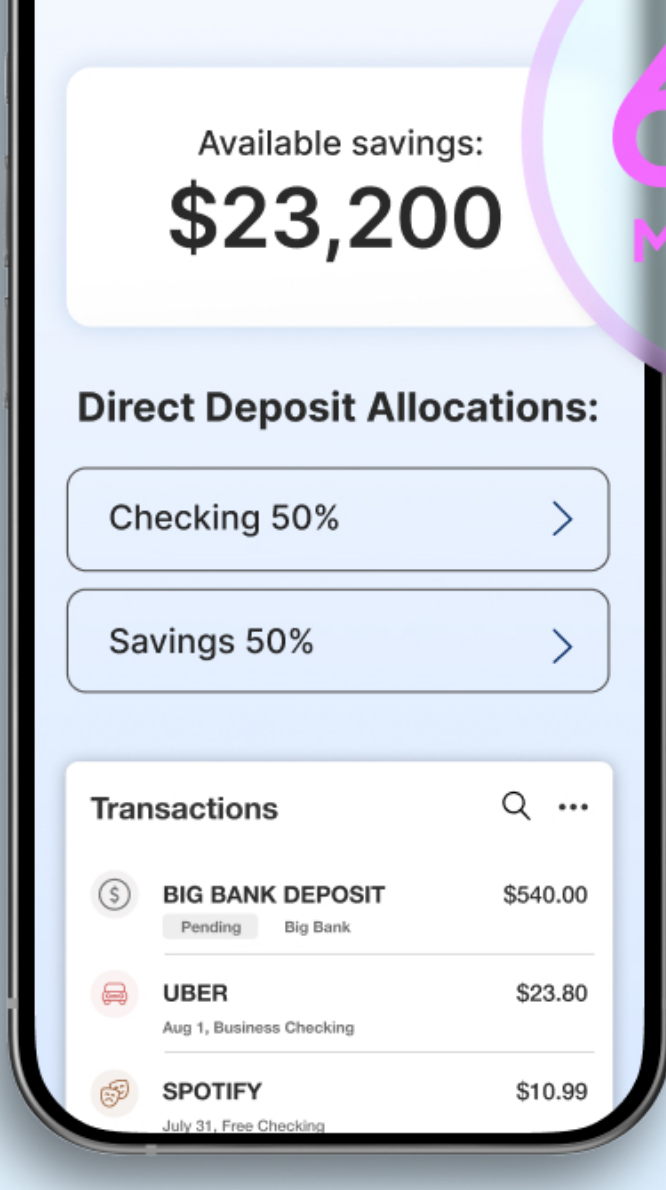 Available savings:
$23,200
Direct Deposit Allocations:
Checking 50%
Savings 50%
Transactions
BIG BANK DEPOSIT $540.00
Pending Big Bank
UBER $23.80
Aug 1, Business Checking
SPOTIFY $10.99
July 31, Free Checking